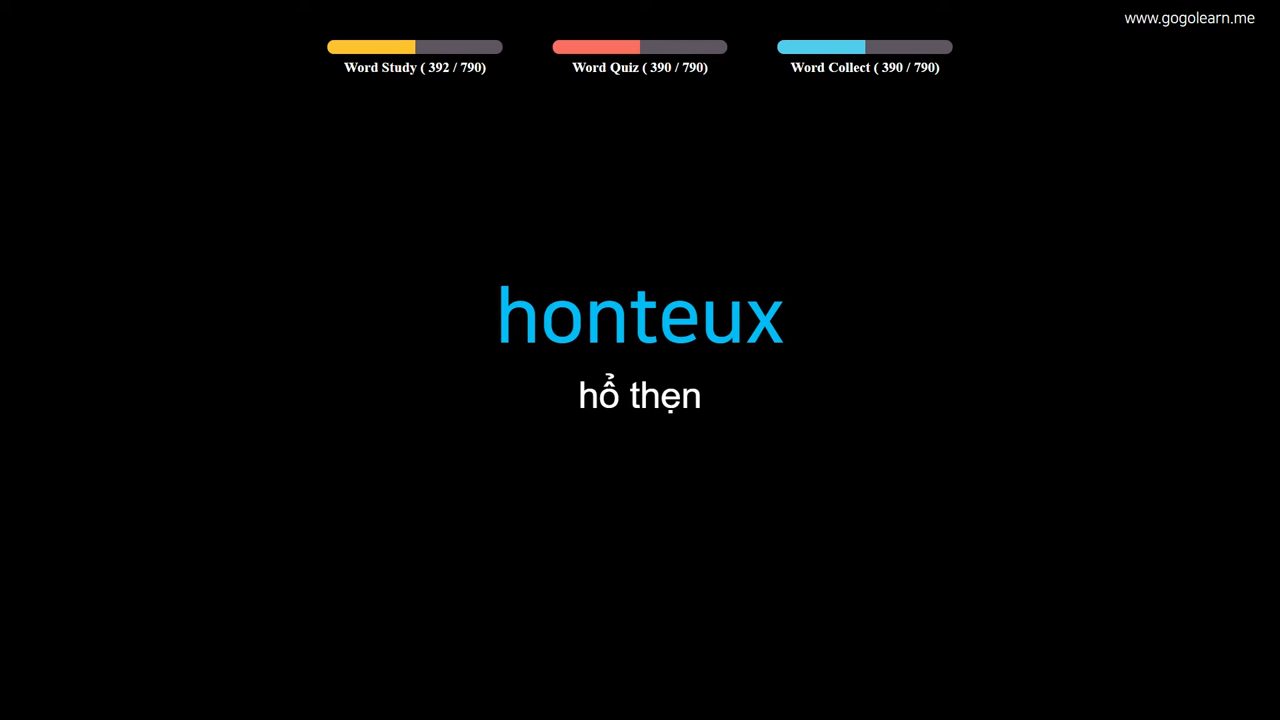 www.gogolearn.me
Word Study ( 392 / 790)
Word Quiz ( 390 / 790)
Word Collect ( 390 / 790)
honteux
hổ thẹn